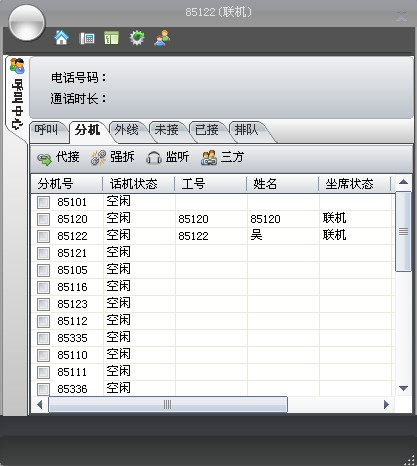 85122(联机)
呼叫中心
电话号码：
通话时长：
呼叫 分机 外线 未接 已接 排队
代接 强拆 监听 三方
分机号 话机状态 工号 姓名 坐席状态
85101 空闲
85120 空闲 85120 85120 联机
85122 空闲 85122 吴 联机
85121 空闲
85105 空闲
85116 空闲
85123 空闲
85112 空闲
85335 空闲
85110 空闲
85111 空闲
85336 空闲